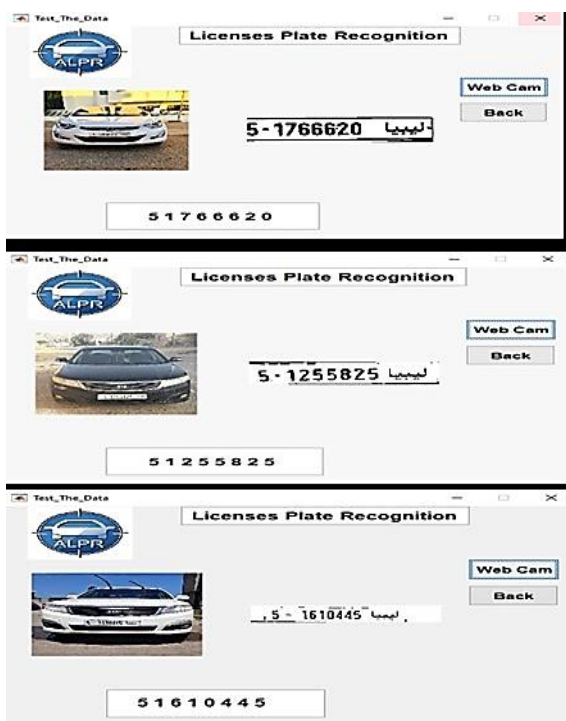 Test_The_Data
Licenses Plate Recognition
ALPR
Web Cam
Back
5-1766620 ليبيا
51766620
Test_The_Data
Licenses Plate Recognition
ALPR
Web Cam
Back
5-1255825 ليبيا
51255825
Test_The_Data
Licenses Plate Recognition
ALPR
Web Cam
Back
5 - 1610445 ليبيا
51610445